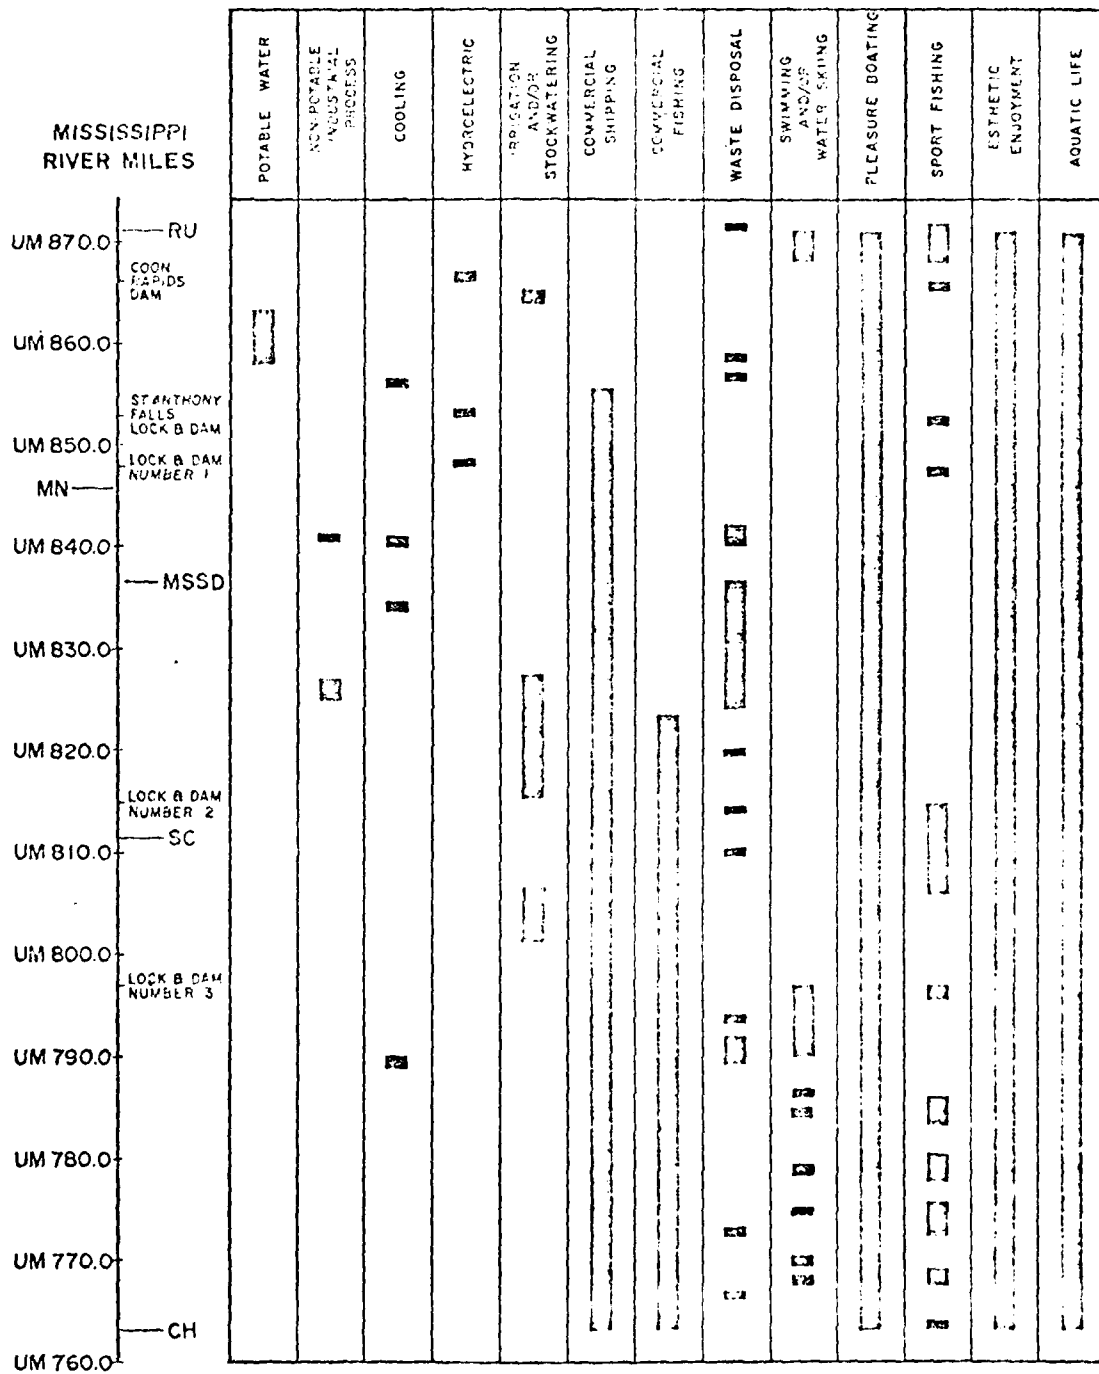 MISSISSIPPI
RIVER MILES
POTABLE WATER
NON-POTABLE
INDUSTRIAL
PROCESS
COOLING
HYDROELECTRIC
IRRIGATION
AND/OR
STOCKWATERING
COMMERCIAL
SHIPPING
COMMERCIAL
FISHING
WASTE DISPOSAL
SWIMMING
AND/OR
WATER SKIING
PLEASURE BOATING
SPORT FISHING
ESTHETIC
ENJOYMENT
AQUATIC LIFE
RU
UM 870.0
COON
RAPIDS
DAM
UM 860.0
ST ANTHONY
FALLS
LOCK & DAM
UM 850.0
LOCK & DAM
NUMBER 1
MN
UM 840.0
MSSD
UM 830.0
UM 820.0
LOCK & DAM
NUMBER 2
SC
UM 810.0
UM 800.0
LOCK & DAM
NUMBER 3
UM 790.0
UM 780.0
UM 770.0
CH
UM 760.0